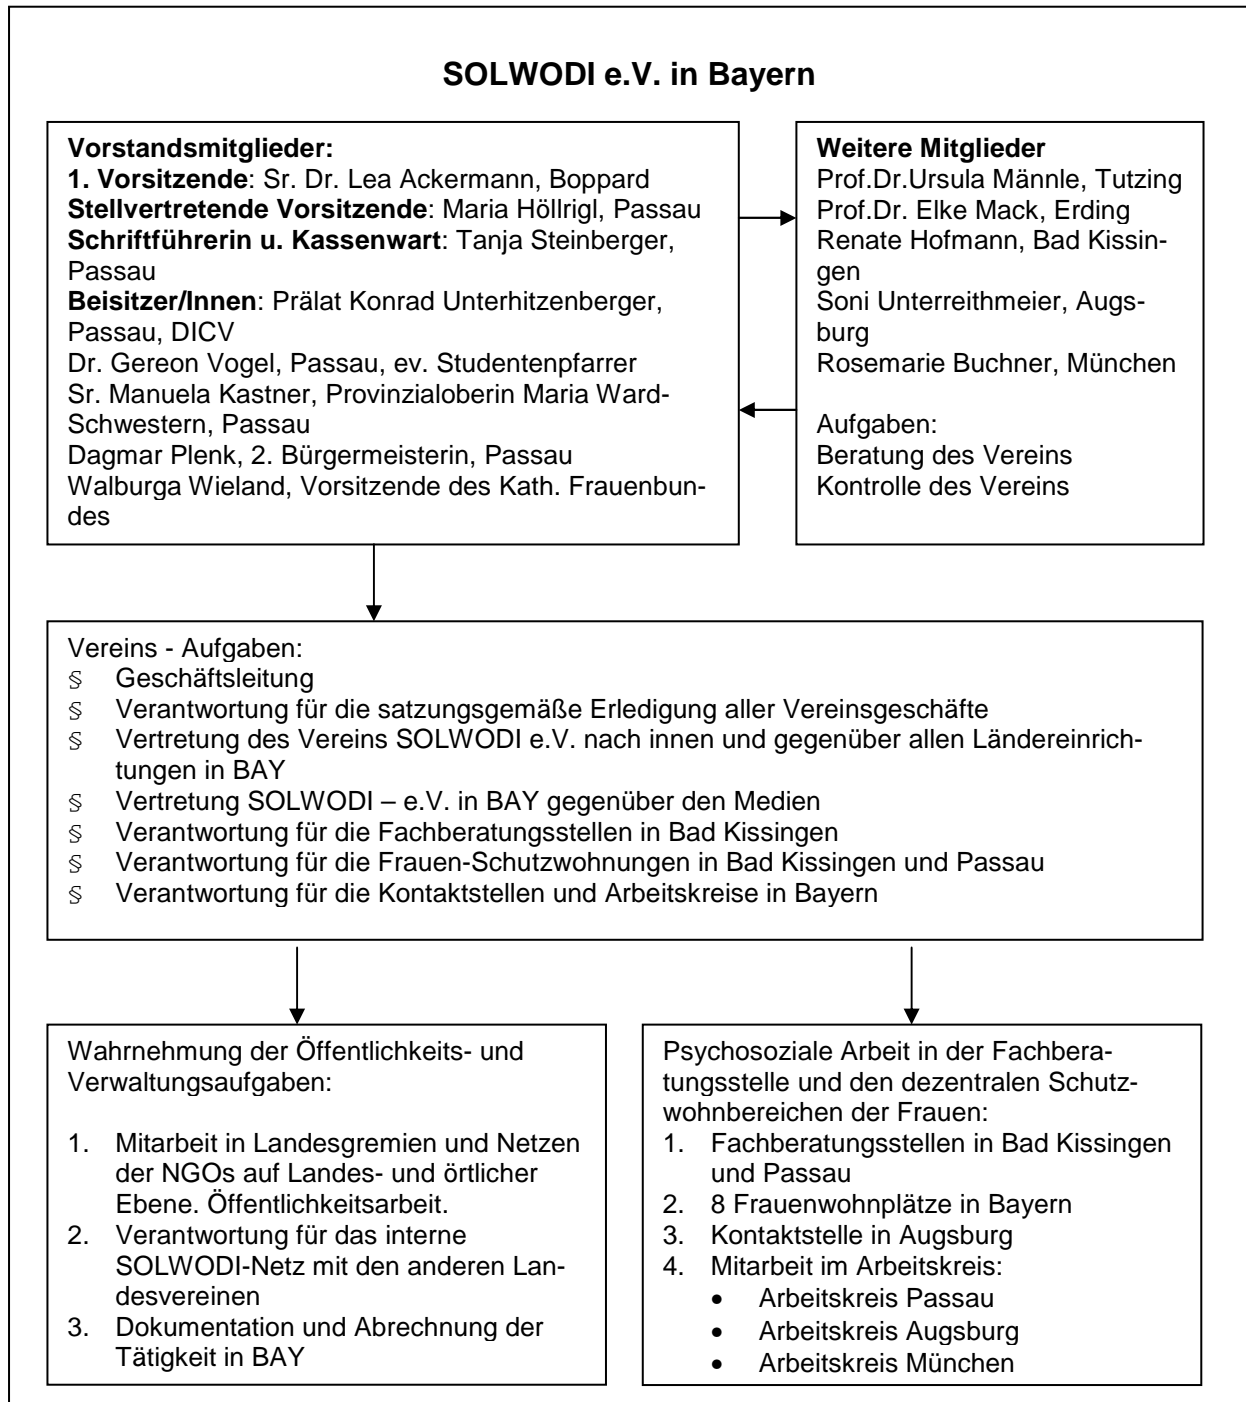 SOLWODI e.V. in Bayern
Vorstandsmitglieder:
1. Vorsitzende: Sr. Dr. Lea Ackermann, Boppard
Stellvertretende Vorsitzende: Maria Höllrigl, Passau
Schriftführerin u. Kassenwart: Tanja Steinberger,
Passau
Beisitzer/Innen: Prälat Konrad Unterhitzenberger,
Passau, DICV
Dr. Gereon Vogel, Passau, ev. Studentenpfarrer
Sr. Manuela Kastner, Provinzialoberin Maria Ward-
Schwestern, Passau
Dagmar Plenk, 2. Bürgermeisterin, Passau
Walburga Wieland, Vorsitzende des Kath. Frauenbun-
des
Weitere Mitglieder
Prof.Dr.Ursula Männle, Tutzing
Prof.Dr. Elke Mack, Erding
Renate Hofmann, Bad Kissin-
gen
Soni Unterreithmeier, Augs-
burg
Rosemarie Buchner, München
Aufgaben:
Beratung des Vereins
Kontrolle des Vereins
Vereins - Aufgaben:
§ Geschäftsleitung
§ Verantwortung für die satzungsgemäße Erledigung aller Vereinsgeschäfte
§ Vertretung des Vereins SOLWODI e.V. nach innen und gegenüber allen Ländereinrich-
tungen in BAY
§ Vertretung SOLWODI – e.V. in BAY gegenüber den Medien
§ Verantwortung für die Fachberatungsstellen in Bad Kissingen
§ Verantwortung für die Frauen-Schutzwohnungen in Bad Kissingen und Passau
§ Verantwortung für die Kontaktstellen und Arbeitskreise in Bayern
Wahrnehmung der Öffentlichkeits- und
Verwaltungsaufgaben:
1. Mitarbeit in Landesgremien und Netzen
der NGOs auf Landes- und örtlicher
Ebene. Öffentlichkeitsarbeit.
2. Verantwortung für das interne
SOLWODI-Netz mit den anderen Lan-
desvereinen
3. Dokumentation und Abrechnung der
Tätigkeit in BAY
Psychosoziale Arbeit in der Fachbera-
tungsstelle und den dezentralen Schutz-
wohnbereichen der Frauen:
1. Fachberatungsstellen in Bad Kissingen
und Passau
2. 8 Frauenwohnplätze in Bayern
3. Kontaktstelle in Augsburg
4. Mitarbeit im Arbeitskreis:
• Arbeitskreis Passau
• Arbeitskreis Augsburg
• Arbeitskreis München